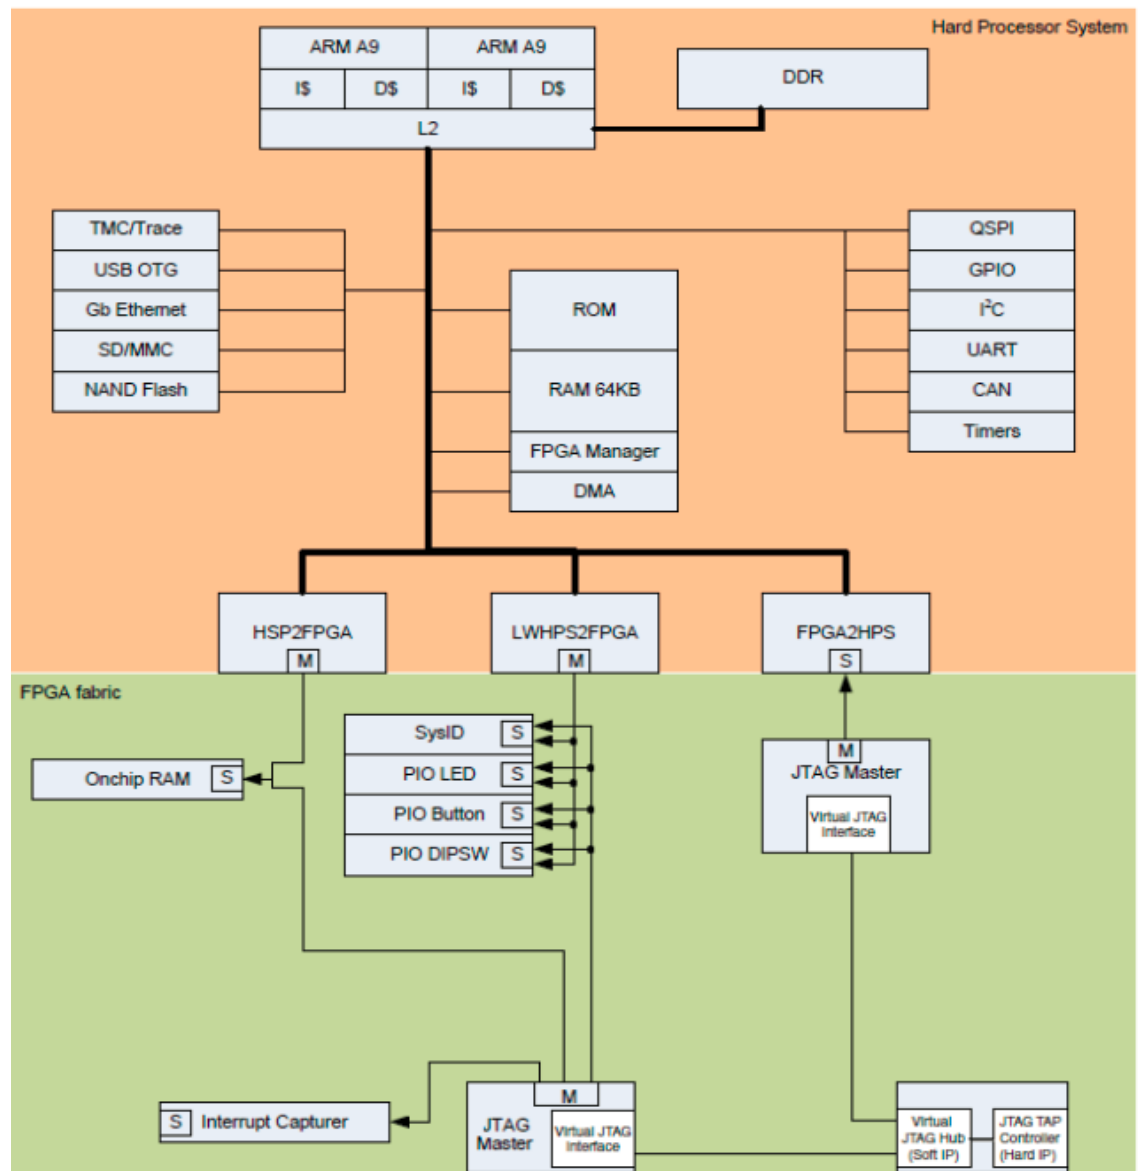 Hard Processor System
ARM A9
ARM A9
I$
D$
I$
D$
L2
DDR
TMC/Trace
USB OTG
Gb Ethernet
SD/MMC
NAND Flash
ROM
RAM 64KB
FPGA Manager
DMA
QSPI
GPIO
I²C
UART
CAN
Timers
HSP2FPGA
M
LWHPS2FPGA
M
FPGA2HPS
S
FPGA fabric
Onchip RAM
S
SysID
S
PIO LED
S
PIO Button
S
PIO DIPSW
S
M
JTAG Master
Virtual JTAG
Interface
S
Interrupt Capturer
M
JTAG
Master
Virtual JTAG
Interface
Virtual
JTAG Hub
(Soft IP)
JTAG TAP
Controller
(Hard IP)